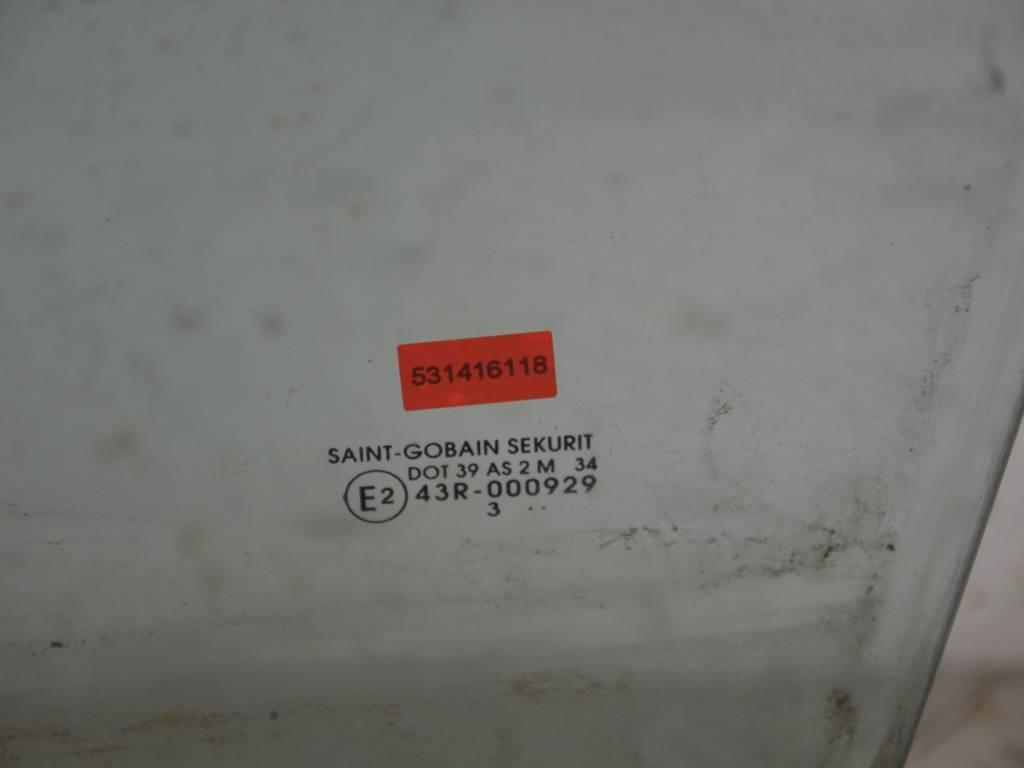 531416118
SAINT-GOBAIN SEKURIT
DOT 39 AS 2 M 34
E2 43R-000929
3 ..